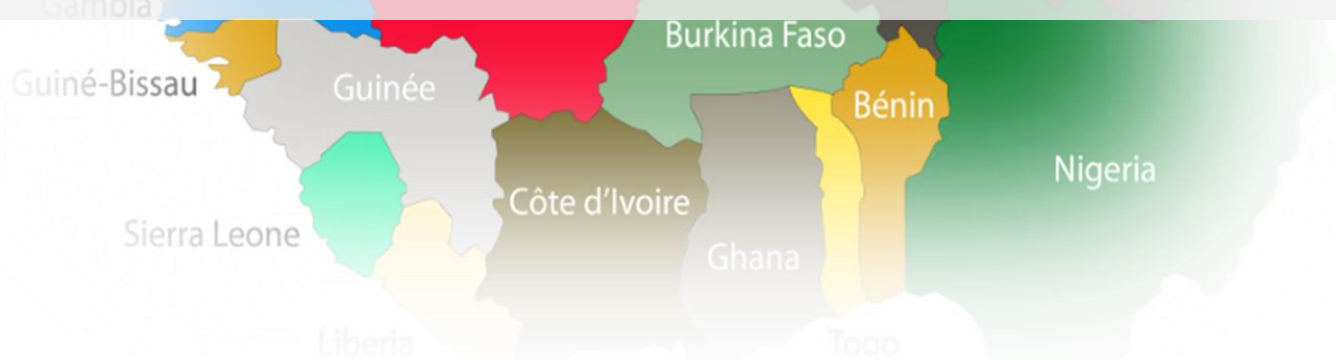 Gambia
Burkina Faso
Guiné-Bissau
Guinée
Bénin
Nigeria
Côte d'Ivoire
Sierra Leone
Ghana
Liberia
Togo